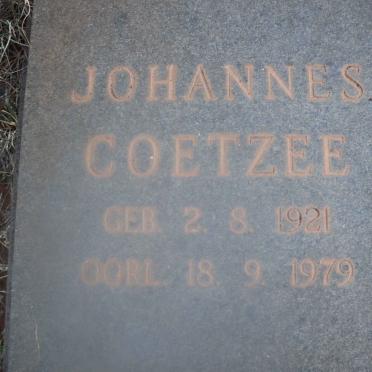 JOHANNES
COETZEE
GEB. 2. 8. 1921
OORL. 18. 9. 1979